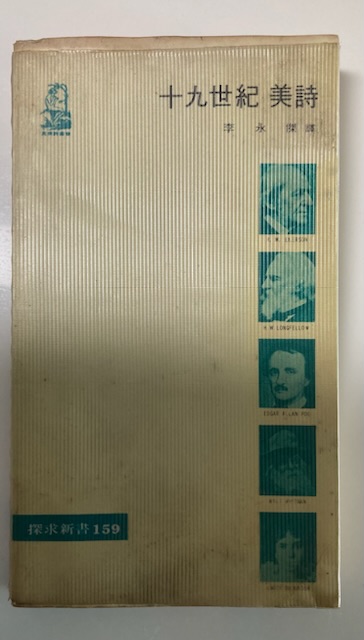 十九世紀 美詩
李永傑 譯
R. W. EMERSON
H. W. LONGFELLOW
EDGAR ALLAN POE
WALT WHITMAN
探求新書 159